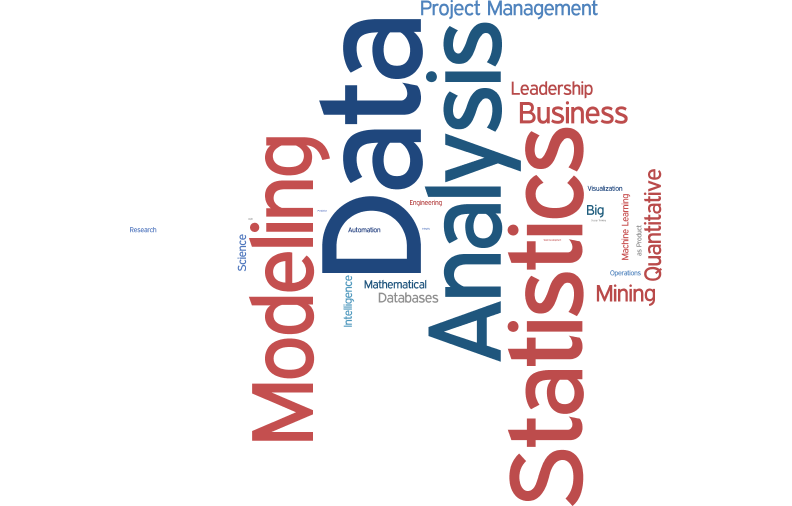 Project Management
Data
Analysis
Leadership
Business
Statistics
Modeling
Visualization
Quantitative
Engineering
Big
Machine Learning
as Product
Research
Automation
Science
Operations
Intelligence
Mathematical
Databases
Mining